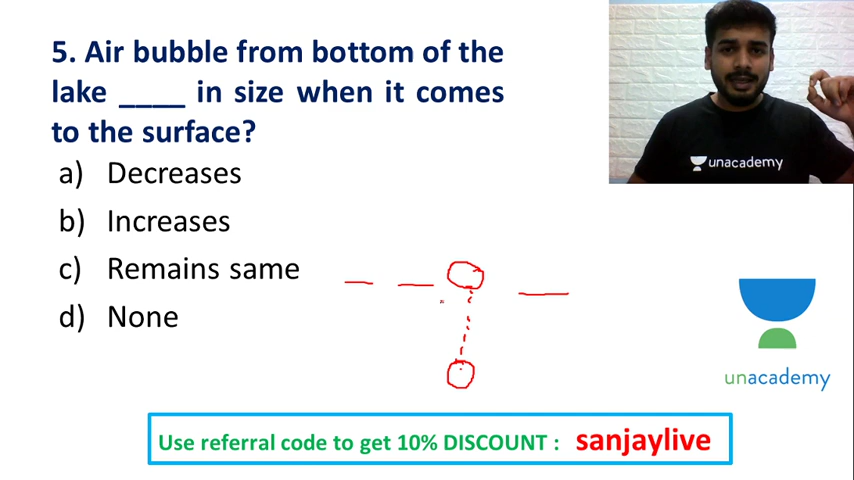 5. Air bubble from bottom of the
lake ____ in size when it comes
to the surface?
a) Decreases
b) Increases
c) Remains same
d) None
unacademy
unacademy
Use referral code to get 10% DISCOUNT : sanjaylive